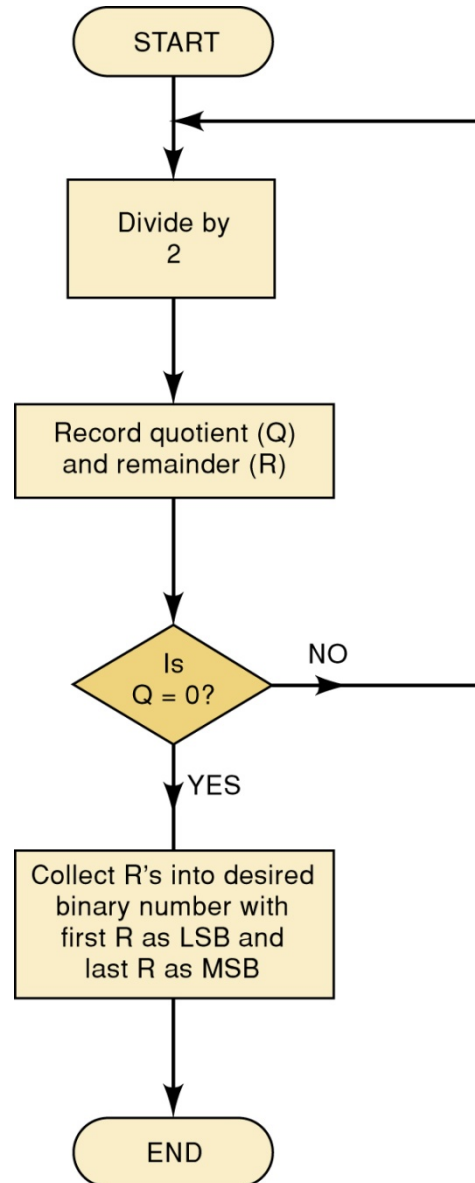 START
Divide by
2
Record quotient (Q)
and remainder (R)
Is
Q = 0?
NO
YES
Collect R's into desired
binary number with
first R as LSB and
last R as MSB
END